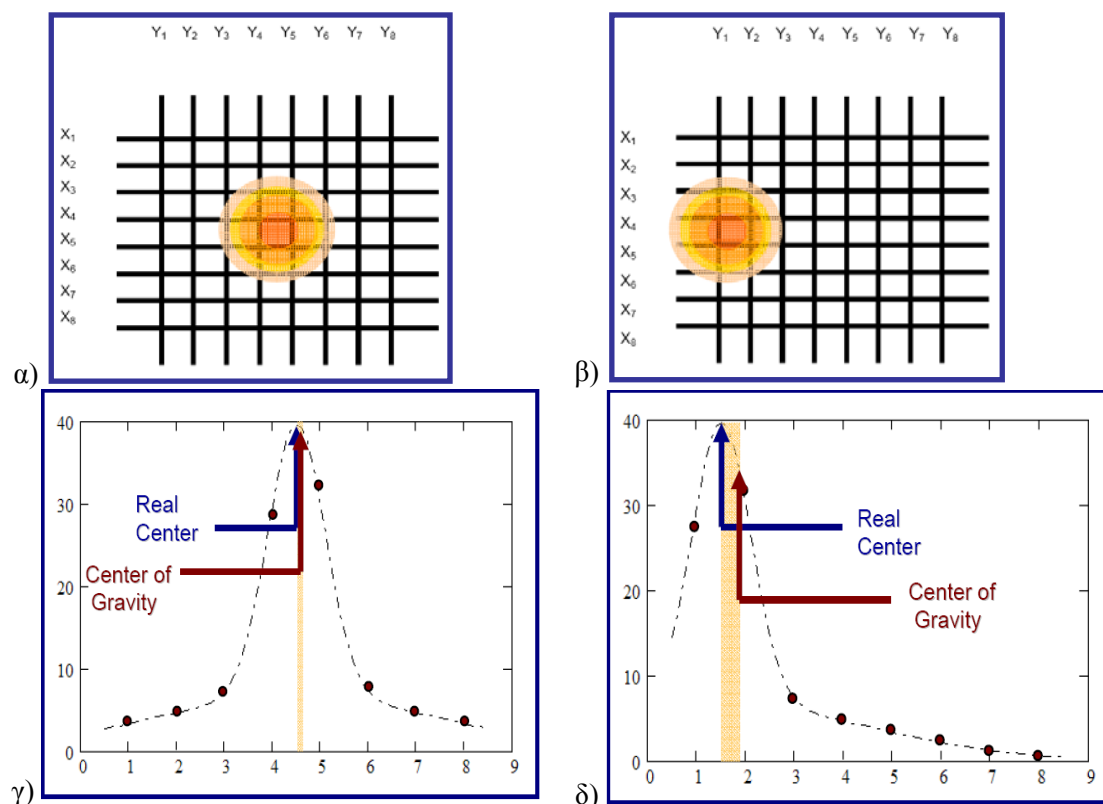 Y₁ Y₂ Y₃ Y₄ Y₅ Y₆ Y₇ Y₈
X₁
X₂
X₃
X₄
X₅
X₆
X₇
X₈
α)
Y₁ Y₂ Y₃ Y₄ Y₅ Y₆ Y₇ Y₈
X₁
X₂
X₃
X₄
X₅
X₆
X₇
X₈
β)
40
30
20
10
0
Real
Center
Center of
Gravity
0 1 2 3 4 5 6 7 8 9
γ)
40
30
20
10
0
Real
Center
Center of
Gravity
0 1 2 3 4 5 6 7 8 9
δ)